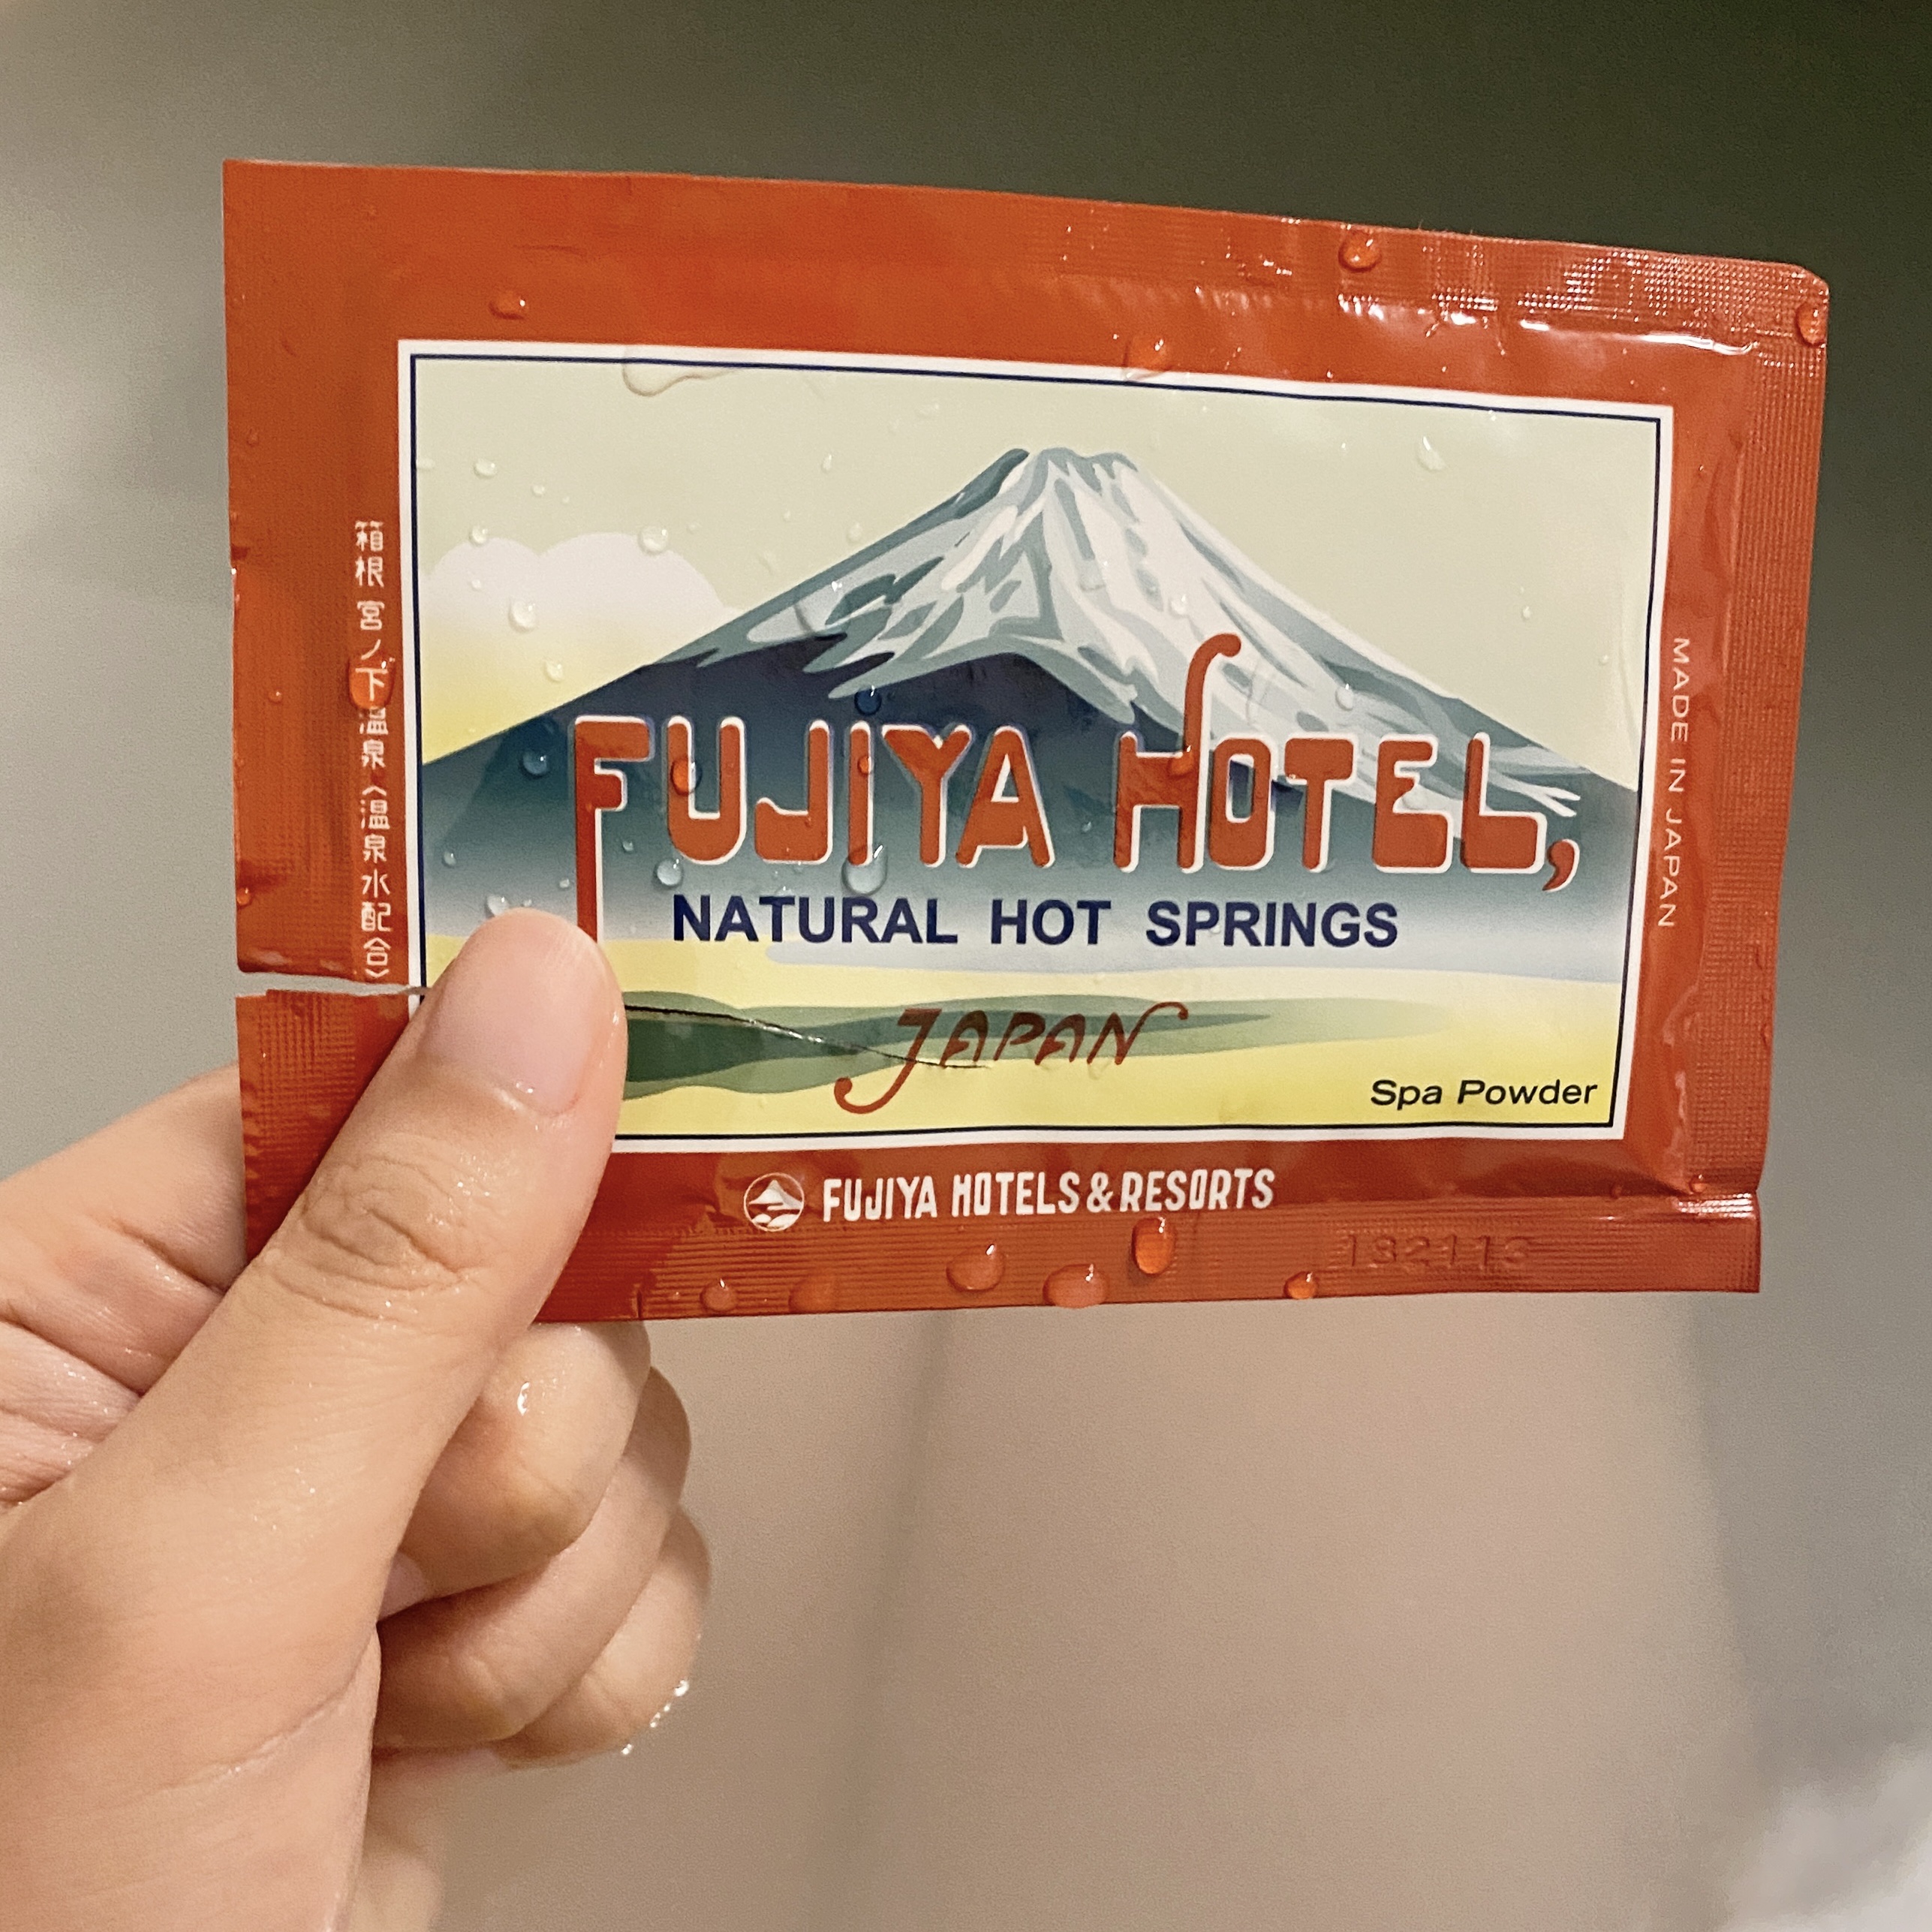 箱根 宮ノ下温泉〈温泉水配合〉
FUJIYA HOTEL,
NATURAL HOT SPRINGS
JAPAN
Spa Powder
MADE IN JAPAN
FUJIYA HOTELS & RESORTS